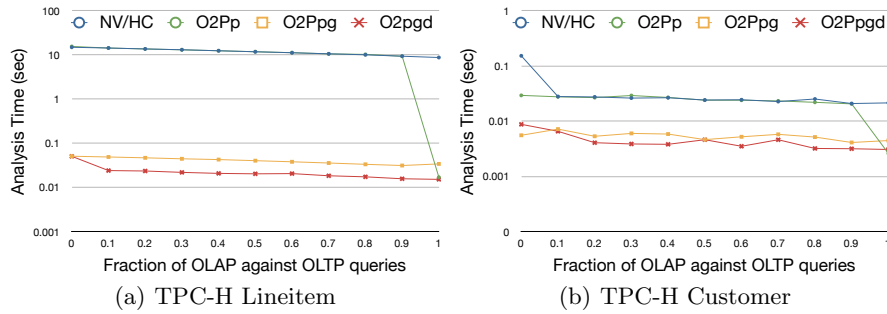 NV/HC O2Pp O2Ppg O2Ppgd
Analysis Time (sec)
100
10
1
0.1
0.01
0.001
0 0.1 0.2 0.3 0.4 0.5 0.6 0.7 0.8 0.9 1
Fraction of OLAP against OLTP queries
(a) TPC-H Lineitem
NV/HC O2Pp O2Ppg O2Ppgd
Analysis Time (sec)
1
0.1
0.01
0.001
0
0 0.1 0.2 0.3 0.4 0.5 0.6 0.7 0.8 0.9
Fraction of OLAP against OLTP queries
(b) TPC-H Customer